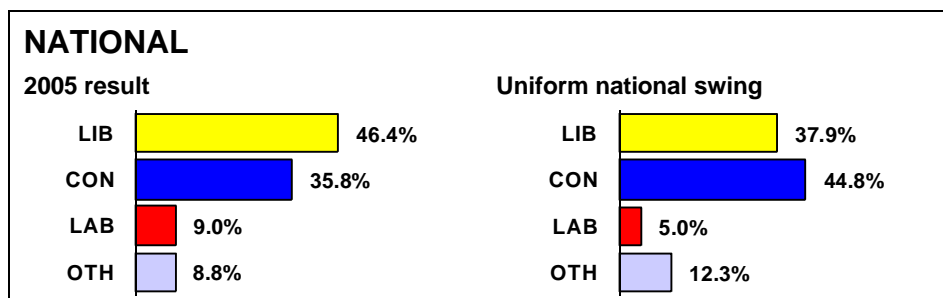 NATIONAL
2005 result
LIB 46.4%
CON 35.8%
LAB 9.0%
OTH 8.8%
Uniform national swing
LIB 37.9%
CON 44.8%
LAB 5.0%
OTH 12.3%